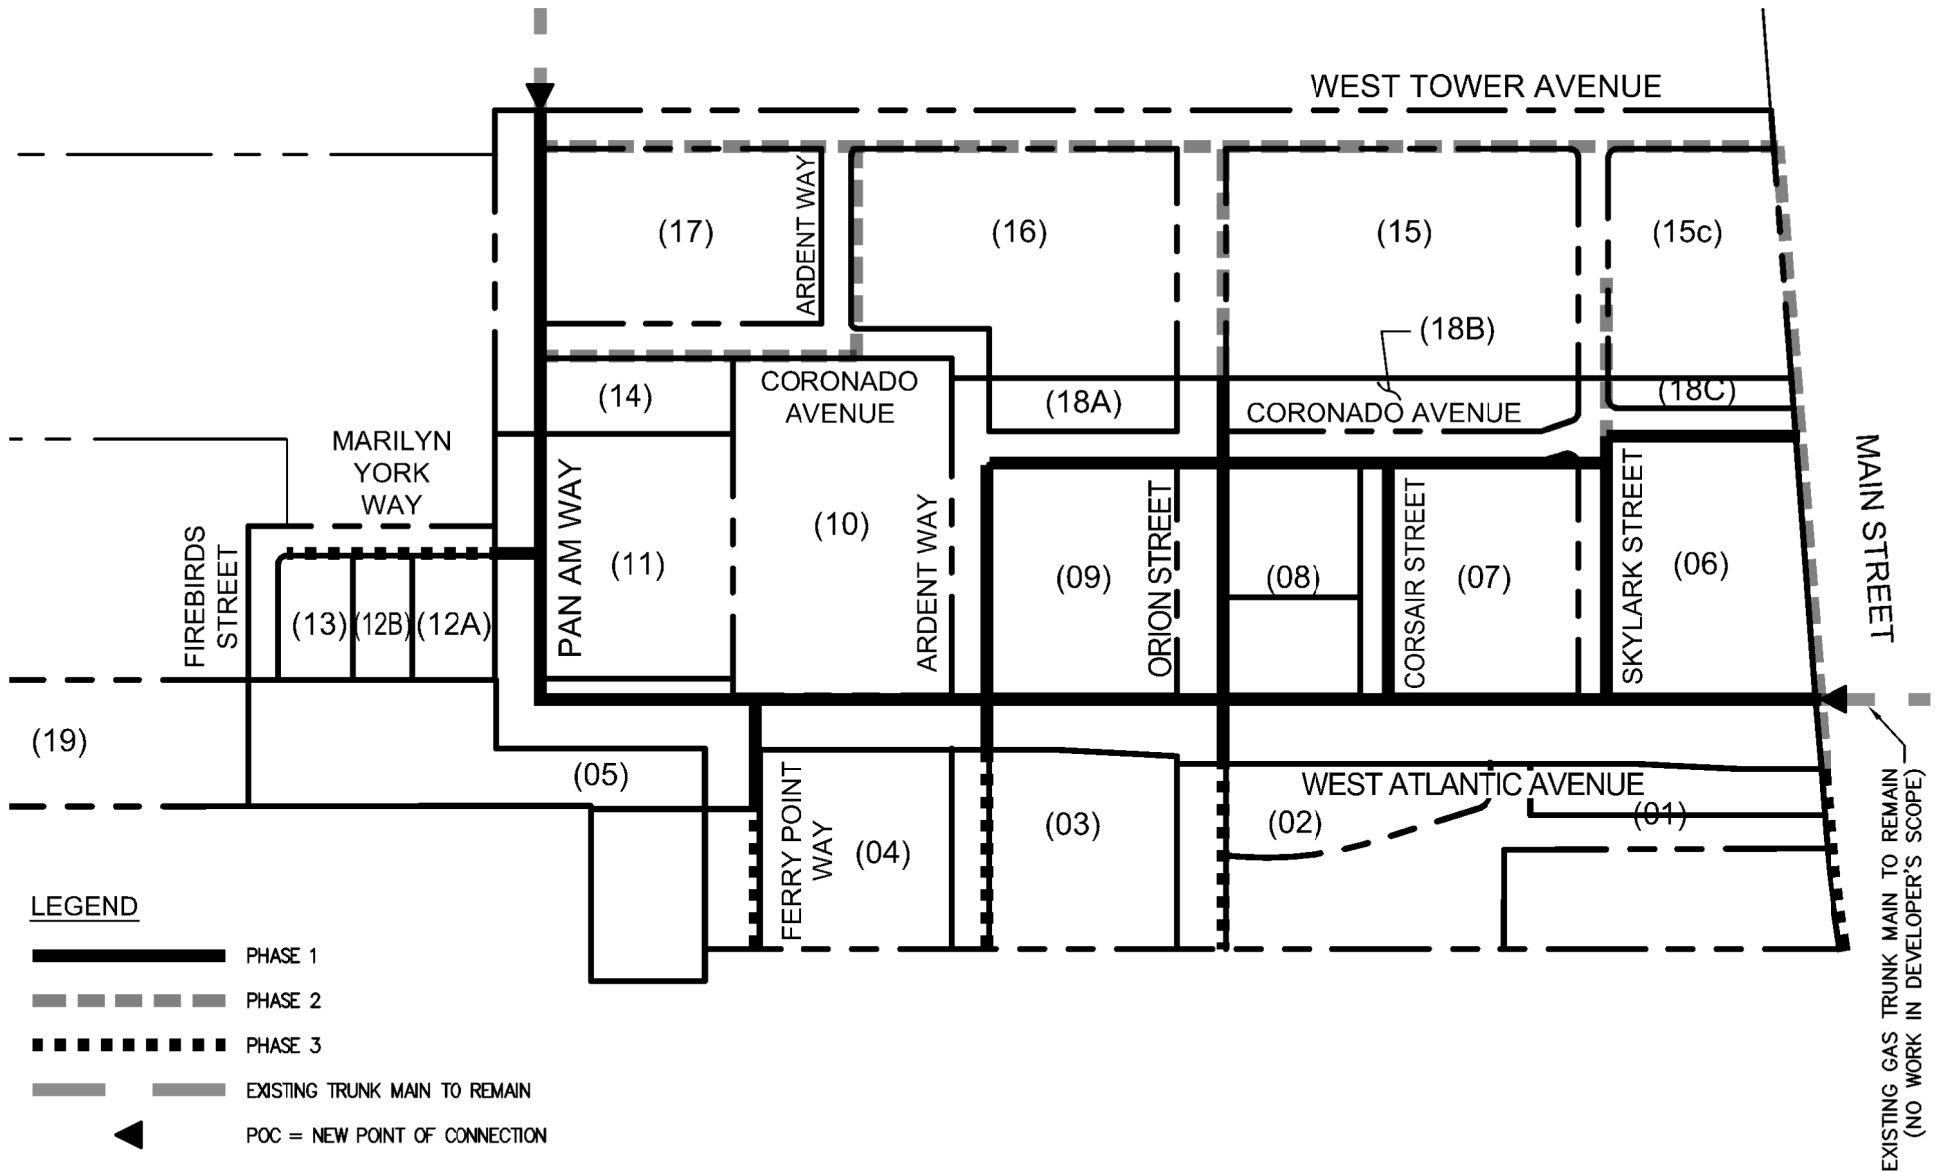 WEST TOWER AVENUE
(17)
ARDENT WAY
(16)
(15)
(15c)
(18B)
(14)
CORONADO
AVENUE
(18A)
CORONADO AVENUE
(18C)
MARILYN
YORK
WAY
FIREBIRDS
STREET
PAN AM WAY
(11)
(10)
ARDENT WAY
(09)
ORION STREET
(08)
CORSAIR STREET
(07)
SKYLARK STREET
(06)
MAIN STREET
(13)
(12B)
(12A)
(19)
(05)
FERRY POINT
WAY
(04)
(03)
(02)
WEST ATLANTIC AVENUE
(01)
EXISTING GAS TRUNK MAIN TO REMAIN
(NO WORK IN DEVELOPER'S SCOPE)
LEGEND
PHASE 1
PHASE 2
PHASE 3
EXISTING TRUNK MAIN TO REMAIN
POC = NEW POINT OF CONNECTION